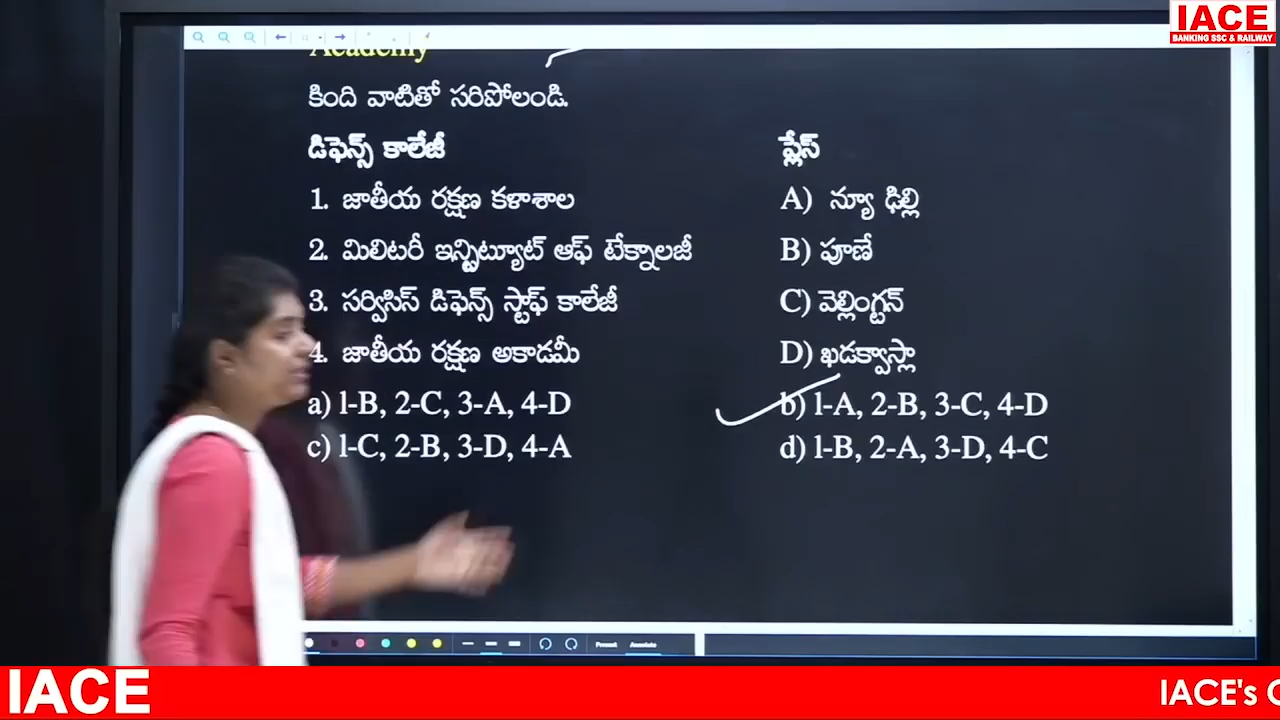 IACE
BANKING SSC & RAILWAY
Academy
కింది వాటితో సరిపోలండి.
డిఫెన్స్ కాలేజీ ప్లేస్
1. జాతీయ రక్షణ కళాశాల A) న్యూ ఢిల్లి
2. మిలిటరీ ఇన్స్టిట్యూట్ ఆఫ్ టేక్నాలజీ B) పూణే
3. సర్విసెస్ డిఫెన్స్ స్టాఫ్ కాలేజీ C) వెల్లింగ్టన్
4. జాతీయ రక్షణ అకాడమీ D) ఖడక్వాస్లా
a) 1-B, 2-C, 3-A, 4-D b) 1-A, 2-B, 3-C, 4-D
c) 1-C, 2-B, 3-D, 4-A d) 1-B, 2-A, 3-D, 4-C
Present Annotate
IACE IACE's